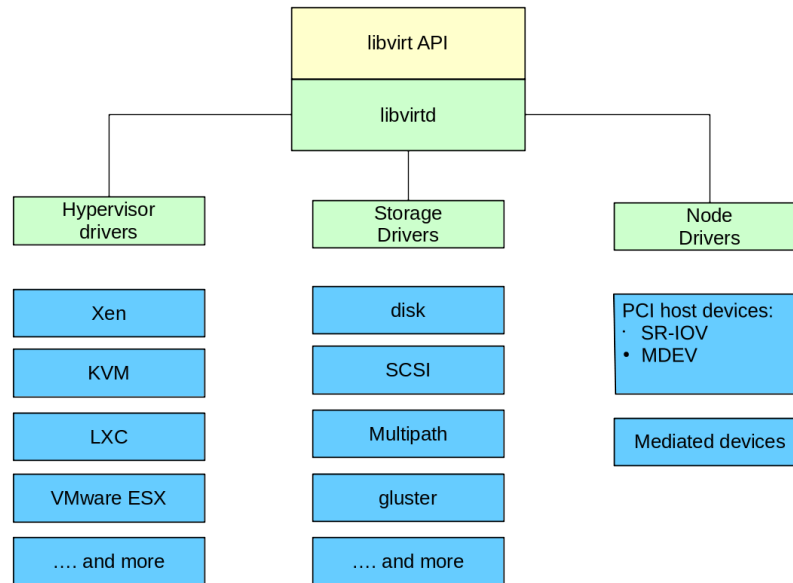 libvirt API
libvirtd
Hypervisor
drivers
Storage
Drivers
Node
Drivers
Xen
KVM
LXC
VMware ESX
.... and more
disk
SCSI
Multipath
gluster
.... and more
PCI host devices:
· SR-IOV
• MDEV
Mediated devices